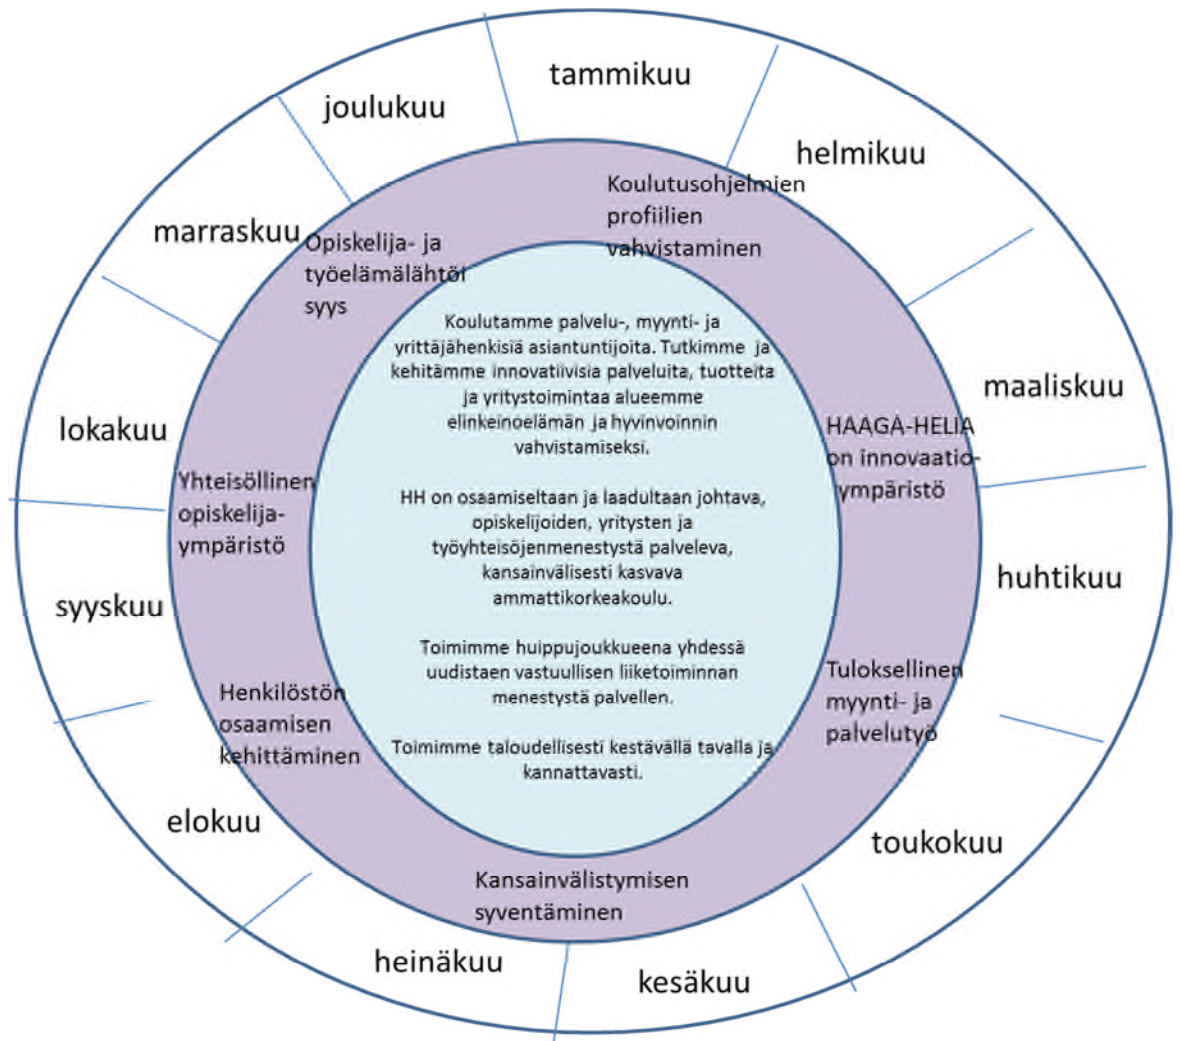 tammikuu
helmikuu
maaliskuu
huhtikuu
toukokuu
kesäkuu
heinäkuu
elokuu
syyskuu
lokakuu
marraskuu
joulukuu
Koulutusohjelmien
profiilien
vahvistaminen
HAAGA-HELIA
on innovaatio-
ympäristö
Tuloksellinen
myynti- ja
palvelutyö
Kansainvälistymisen
syventäminen
Henkilöstön
osaamisen
kehittäminen
Yhteisöllinen
opiskelija-
ympäristö
Opiskelija- ja
työelämälähtöi
syys
Koulutamme palvelu-, myynti- ja
yrittäjähenkisiä asiantuntijoita. Tutkimme ja
kehitämme innovatiivisia palveluita, tuotteita
ja yritystoimintaa alueemme
elinkeinoelämän ja hyvinvoinnin
vahvistamiseksi.
HH on osaamiseltaan ja laadultaan johtava,
opiskelijoiden, yritysten ja
työyhteisöjenmenestystä palveleva,
kansainvälisesti kasvava
ammattikorkeakoulu.
Toimimme huippujoukkueena yhdessä
uudistaen vastuullisen liiketoiminnan
menestystä palvellen.
Toimimme taloudellisesti kestävällä tavalla ja
kannattavasti.